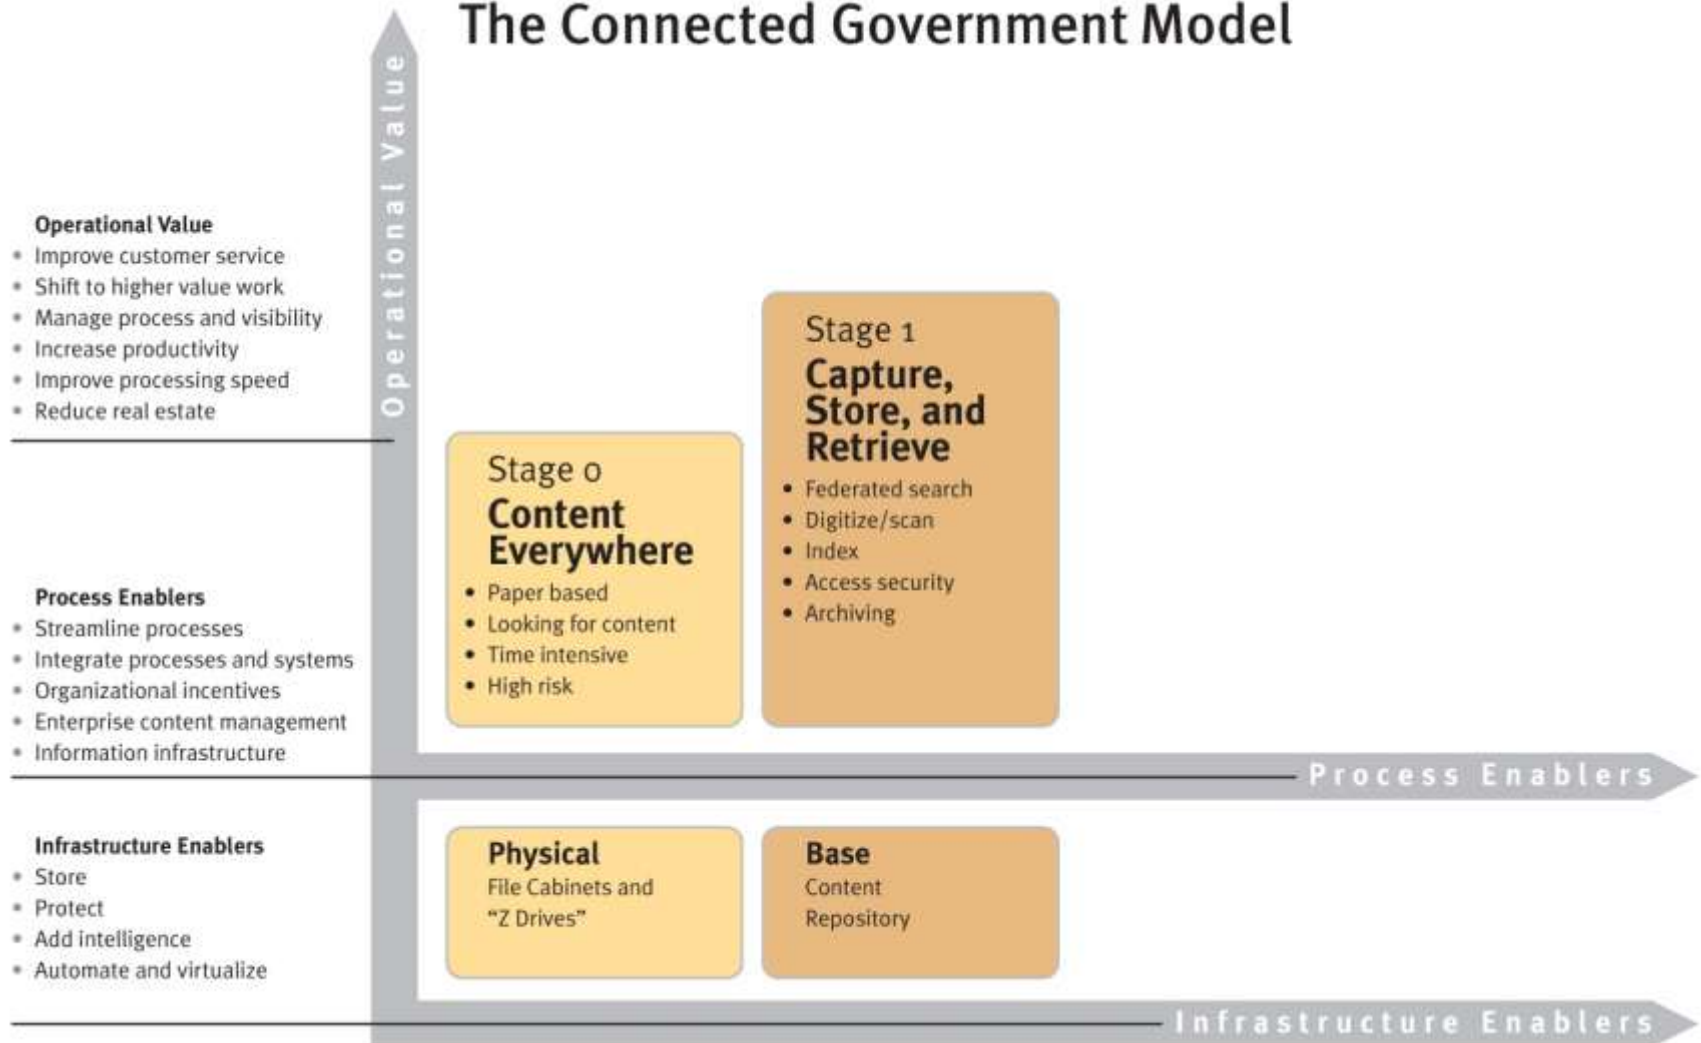 The Connected Government Model
Operational Value
Operational Value
• Improve customer service
• Shift to higher value work
• Manage process and visibility
• Increase productivity
• Improve processing speed
• Reduce real estate
Process Enablers
• Streamline processes
• Integrate processes and systems
• Organizational incentives
• Enterprise content management
• Information infrastructure
Infrastructure Enablers
• Store
• Protect
• Add intelligence
• Automate and virtualize
Stage 0
Content
Everywhere
• Paper based
• Looking for content
• Time intensive
• High risk
Stage 1
Capture,
Store, and
Retrieve
• Federated search
• Digitize/scan
• Index
• Access security
• Archiving
Process Enablers
Physical
File Cabinets and
“Z Drives”
Base
Content
Repository
Infrastructure Enablers